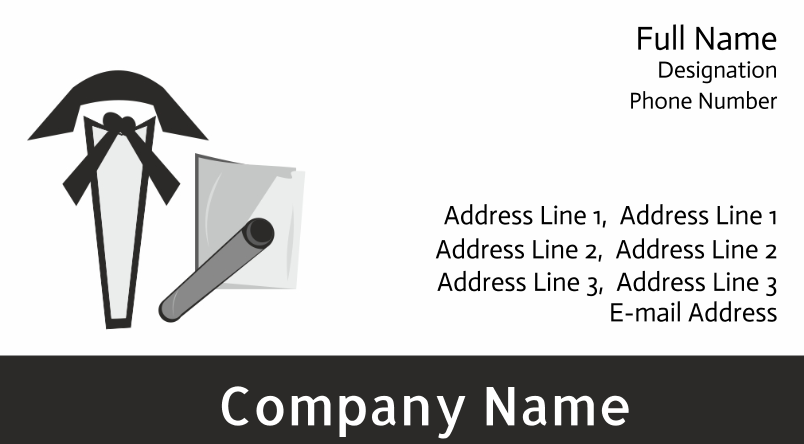 Full Name
Designation
Phone Number
Address Line 1, Address Line 1
Address Line 2, Address Line 2
Address Line 3, Address Line 3
E-mail Address
Company Name